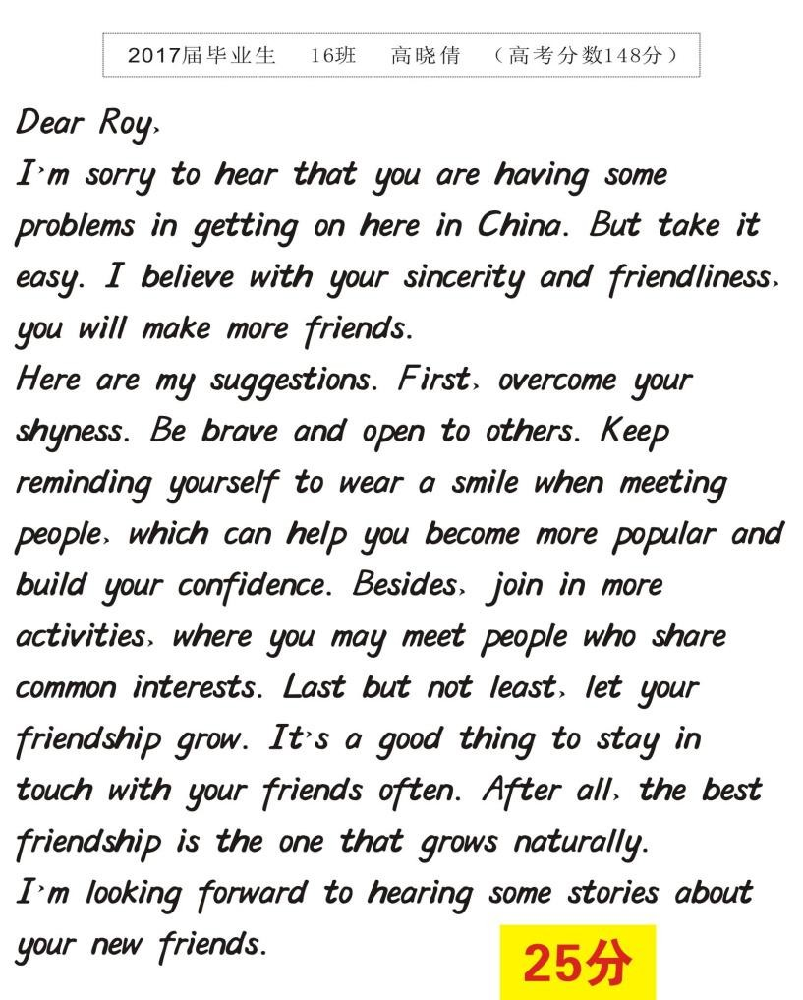 2017届毕业生 16班 高晓倩 （高考分数148分）
Dear Roy,
I'm sorry to hear that you are having some
problems in getting on here in China. But take it
easy. I believe with your sincerity and friendliness,
you will make more friends.
Here are my suggestions. First, overcome your
shyness. Be brave and open to others. Keep
reminding yourself to wear a smile when meeting
people, which can help you become more popular and
build your confidence. Besides, join in more
activities, where you may meet people who share
common interests. Last but not least, let your
friendship grow. It's a good thing to stay in
touch with your friends often. After all, the best
friendship is the one that grows naturally.
I'm looking forward to hearing some stories about
your new friends.
25分